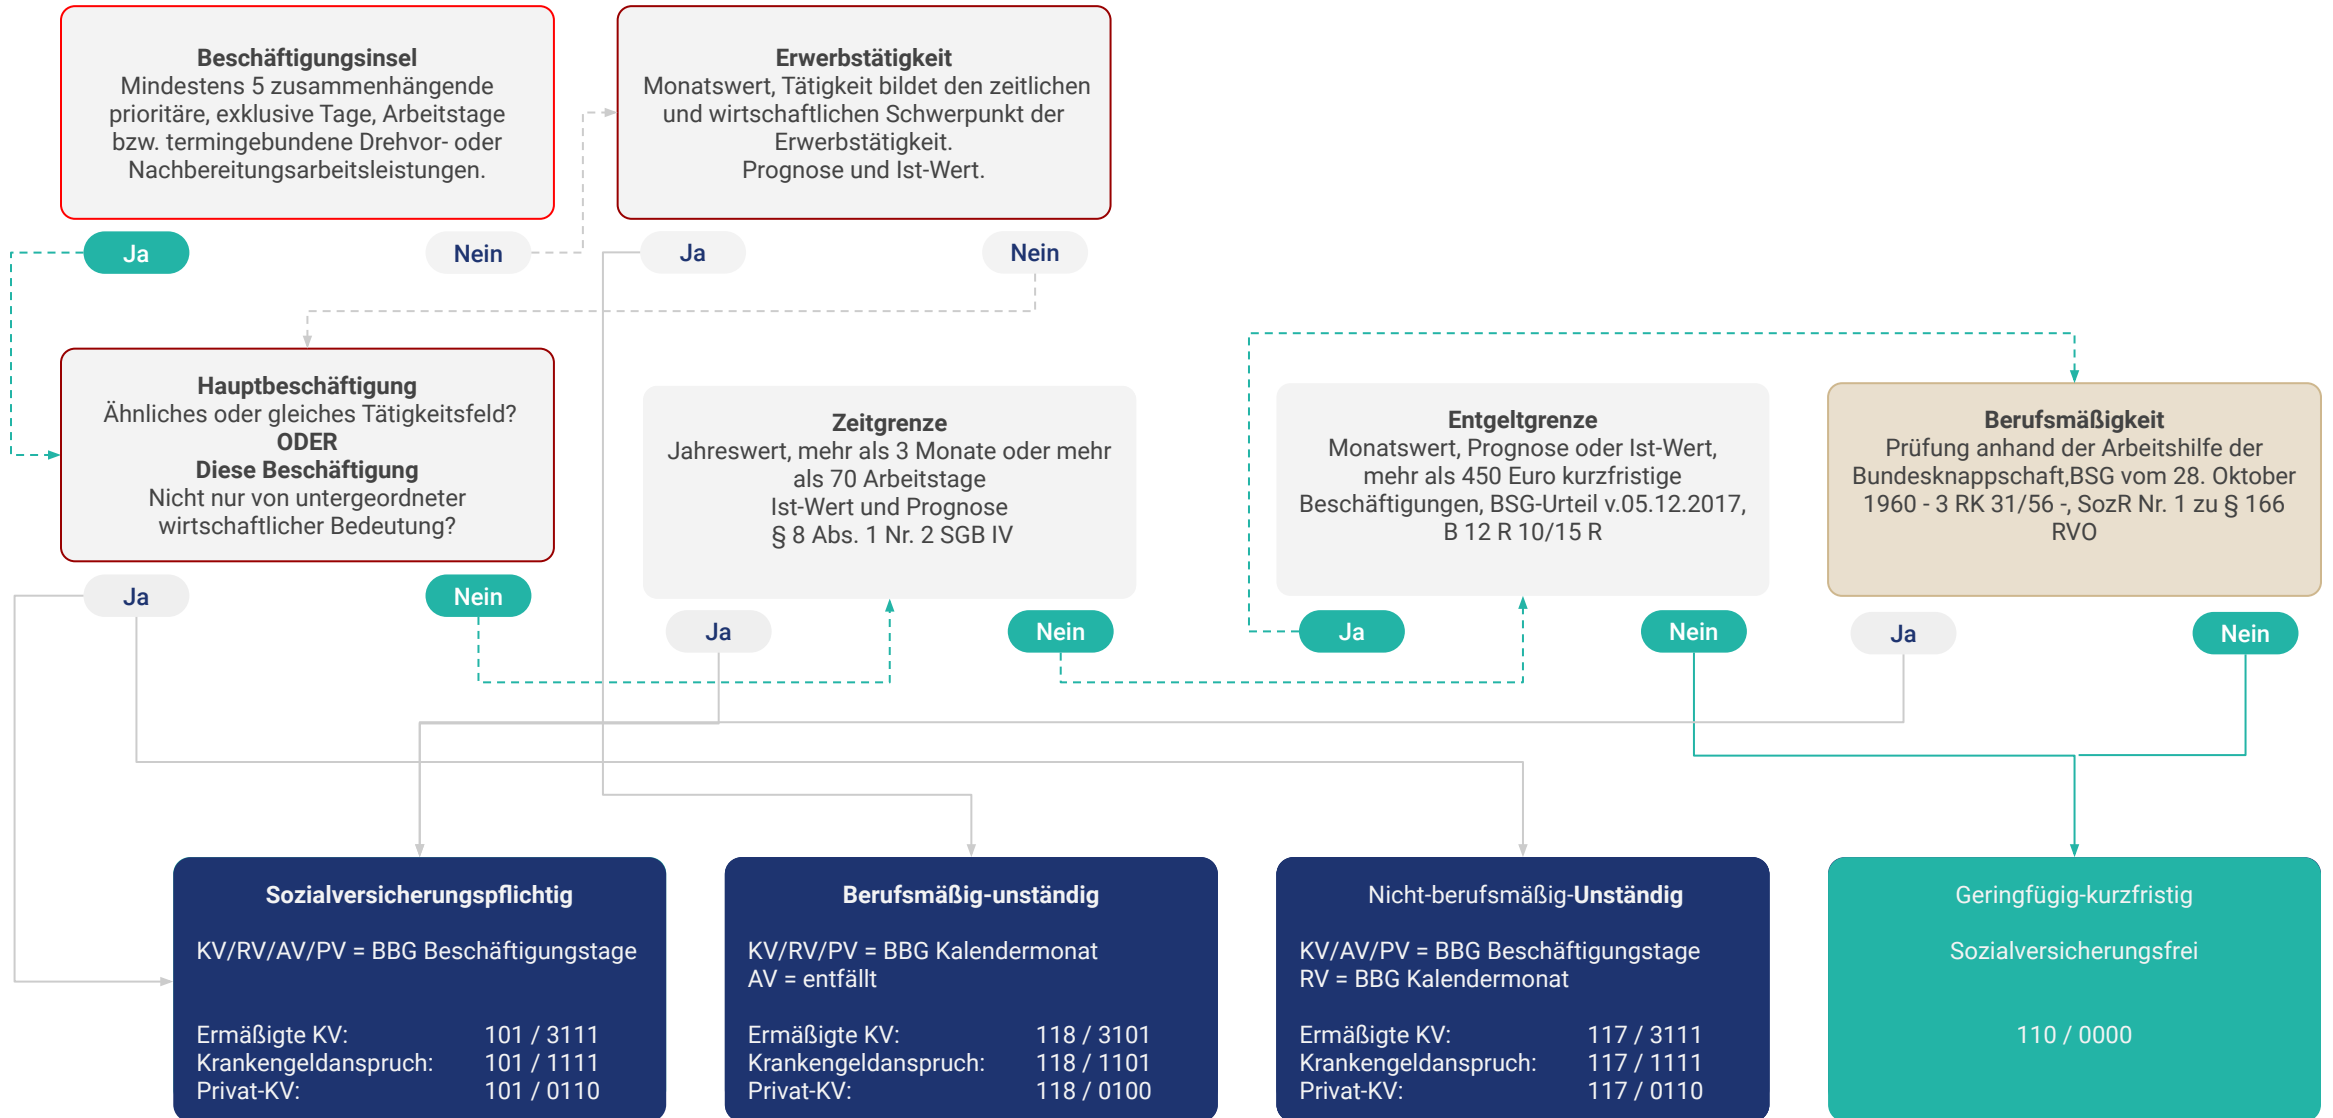 Beschäftigungsinsel
Mindestens 5 zusammenhängende
prioritäre, exklusive Tage, Arbeitstage
bzw. termingebundene Drehvor- oder
Nachbereitungsarbeitsleistungen.
Ja
Nein
Erwerbstätigkeit
Monatswert, Tätigkeit bildet den zeitlichen
und wirtschaftlichen Schwerpunkt der
Erwerbstätigkeit.
Prognose und Ist-Wert.
Ja
Nein
Hauptbeschäftigung
Ähnliches oder gleiches Tätigkeitsfeld?
ODER
Diese Beschäftigung
Nicht nur von untergeordneter
wirtschaftlicher Bedeutung?
Ja
Nein
Zeitgrenze
Jahreswert, mehr als 3 Monate oder mehr
als 70 Arbeitstage
Ist-Wert und Prognose
§ 8 Abs. 1 Nr. 2 SGB IV
Ja
Nein
Entgeltgrenze
Monatswert, Prognose oder Ist-Wert,
mehr als 450 Euro kurzfristige
Beschäftigungen, BSG-Urteil v.05.12.2017,
B 12 R 10/15 R
Ja
Nein
Berufsmäßigkeit
Prüfung anhand der Arbeitshilfe der
Bundesknappschaft,BSG vom 28. Oktober
1960 - 3 RK 31/56 -, SozR Nr. 1 zu § 166
RVO
Ja
Nein
Sozialversicherungspflichtig
KV/RV/AV/PV = BBG Beschäftigungstage
Ermäßigte KV: 101 / 3111
Krankengeldanspruch: 101 / 1111
Privat-KV: 101 / 0110
Berufsmäßig-unständig
KV/RV/PV = BBG Kalendermonat
AV = entfällt
Ermäßigte KV: 118 / 3101
Krankengeldanspruch: 118 / 1101
Privat-KV: 118 / 0100
Nicht-berufsmäßig-Unständig
KV/AV/PV = BBG Beschäftigungstage
RV = BBG Kalendermonat
Ermäßigte KV: 117 / 3111
Krankengeldanspruch: 117 / 1111
Privat-KV: 117 / 0110
Geringfügig-kurzfristig
Sozialversicherungsfrei
110 / 0000